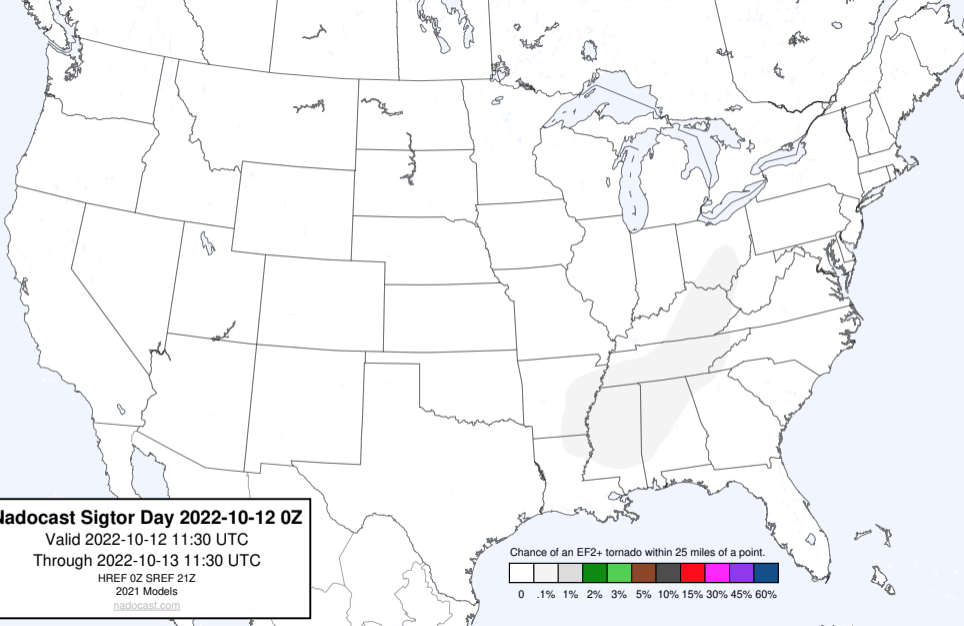 Nadocast Sigtor Day 2022-10-12 0Z
Valid 2022-10-12 11:30 UTC
Through 2022-10-13 11:30 UTC
HREF 0Z SREF 21Z
2021 Models
nadocast.com
Chance of an EF2+ tornado within 25 miles of a point.
0 .1% 1% 2% 3% 5% 10% 15% 30% 45% 60%